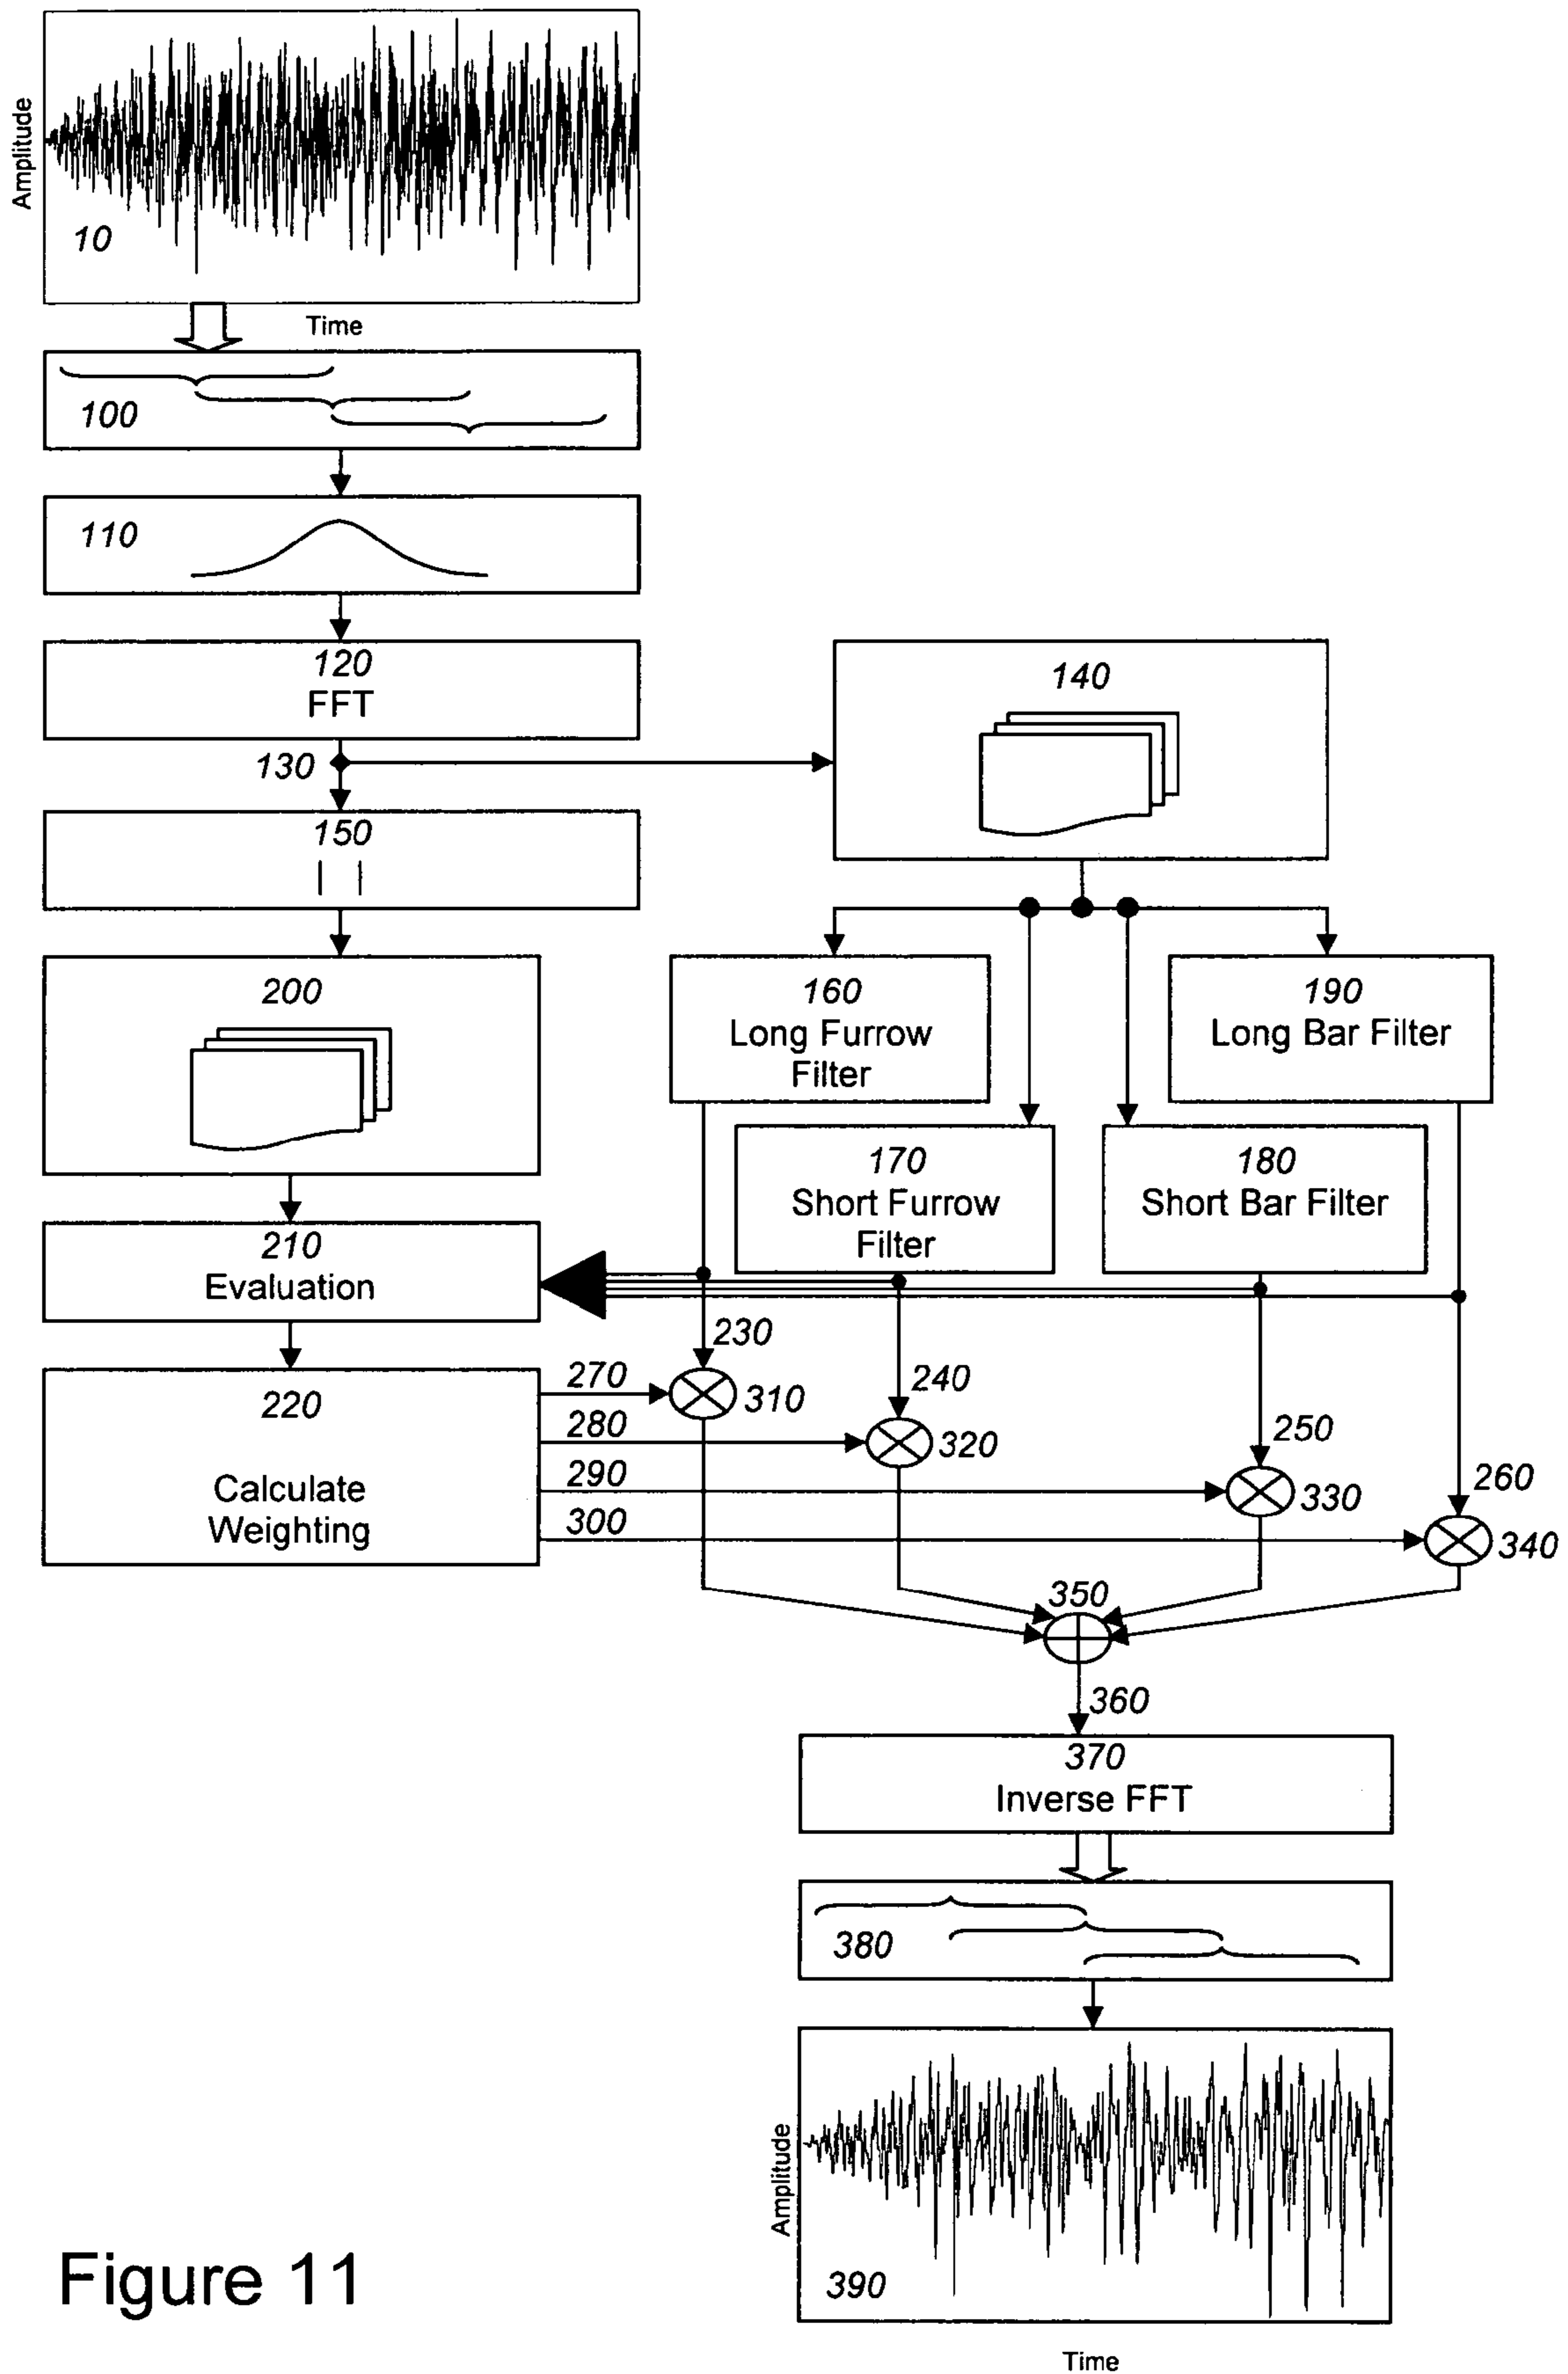 Amplitude
10
Time
100
110
120
FFT
130
140
150
200
160
Long Furrow
Filter
190
Long Bar Filter
170
Short Furrow
Filter
180
Short Bar Filter
210
Evaluation
230
220
Calculate
Weighting
270
310
240
280
320
250
290
330
260
300
340
350
360
370
Inverse FFT
380
Amplitude
390
Time
Figure 11